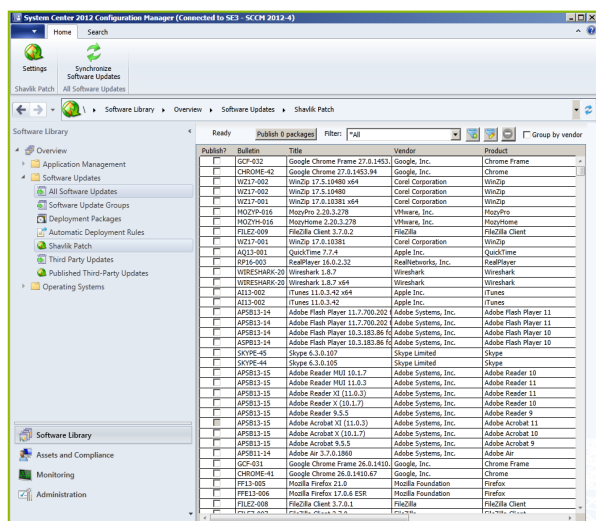 System Center 2012 Configuration Manager (Connected to SE3 - SCCM 2012-4)
Home Search
Settings
Synchronize
Software Updates
Shavlik Patch All Software Updates
\ Software Library Overview Software Updates Shavlik Patch
Software Library
Overview
Application Management
Software Updates
All Software Updates
Software Update Groups
Deployment Packages
Automatic Deployment Rules
Shavlik Patch
Third Party Updates
Published Third-Party Updates
Operating Systems
Software Library
Assets and Compliance
Monitoring
Administration
Ready Publish 0 packages Filter: *All Group by vendor
Publish? Bulletin Title Vendor Product
GCF-032 Google Chrome Frame 27.0.1453. Google, Inc. Chrome Frame
CHROME-42 Google Chrome 27.0.1453.94 Google, Inc. Chrome
WZ17-002 WinZip 17.5.10480 x64 Corel Corporation WinZip
WZ17-002 WinZip 17.5.10480 Corel Corporation WinZip
WZ17-001 WinZip 17.0.10381 x64 Corel Corporation WinZip
MOZYP-016 MozyPro 2.20.3.278 VMware, Inc. MozyPro
MOZYH-016 MozyHome 2.20.3.278 VMware, Inc. MozyHome
FILEZ-009 FileZilla Client 3.7.0.2 FileZilla FileZilla Client
WZ17-001 WinZip 17.0.10381 Corel Corporation WinZip
AQ13-001 QuickTime 7.7.4 Apple Inc. QuickTime
RP16-003 RealPlayer 16.0.2.32 RealNetworks, Inc. RealPlayer
WIRESHARK-20 Wireshark 1.8.7 Wireshark Wireshark
WIRESHARK-20 Wireshark 1.8.7 x64 Wireshark Wireshark
AI13-002 iTunes 11.0.3.42 x64 Apple Inc. iTunes
AI13-002 iTunes 11.0.3.42 Apple Inc. iTunes
APSB13-14 Adobe Flash Player 11.7.700.202 f Adobe Systems, Inc. Adobe Flash Player 11
APSB13-14 Adobe Flash Player 11.7.700.202 f Adobe Systems, Inc. Adobe Flash Player 11
APSB13-14 Adobe Flash Player 10.3.183.86 fo Adobe Systems, Inc. Adobe Flash Player 10
ASPB13-14 Adobe Flash Player 10.3.183.86 fo Adobe Systems, Inc. Adobe Flash Player 10
SKYPE-45 Skype 6.3.0.107 Skype Limited Skype
SKYPE-44 Skype 6.3.0.105 Skype Limited Skype
APSB13-15 Adobe Reader MUI 10.1.7 Adobe Systems, Inc. Adobe Reader 10
APSB13-15 Adobe Reader MUI 11.0.3 Adobe Systems, Inc. Adobe Reader 11
APSB13-15 Adobe Reader XI (11.0.3) Adobe Systems, Inc. Adobe Reader 11
APSB13-15 Adobe Reader X (10.1.7) Adobe Systems, Inc. Adobe Reader 10
APSB13-15 Adobe Reader 9.5.5 Adobe Systems, Inc. Adobe Reader 9
APSB13-15 Adobe Acrobat XI (11.0.3) Adobe Systems, Inc. Adobe Acrobat 11
APSB13-15 Adobe Acrobat X (10.1.7) Adobe Systems, Inc. Adobe Acrobat 10
APSB13-15 Adobe Acrobat 9.5.5 Adobe Systems, Inc. Adobe Acrobat 9
APSB11-14 Adobe Air 3.7.0.1860 Adobe Systems, Inc. Adobe Air
GCF-031 Google Chrome Frame 26.0.1410. Google, Inc. Chrome Frame
CHROME-41 Google Chrome 26.0.1410.67 Google, Inc. Chrome
FF13-005 Mozilla Firefox 21.0 Mozilla Foundation Firefox
FFE13-006 Mozilla Firefox 17.0.6 ESR Mozilla Foundation Firefox
FILEZ-008 FileZilla Client 3.7.0.1 FileZilla FileZilla Client